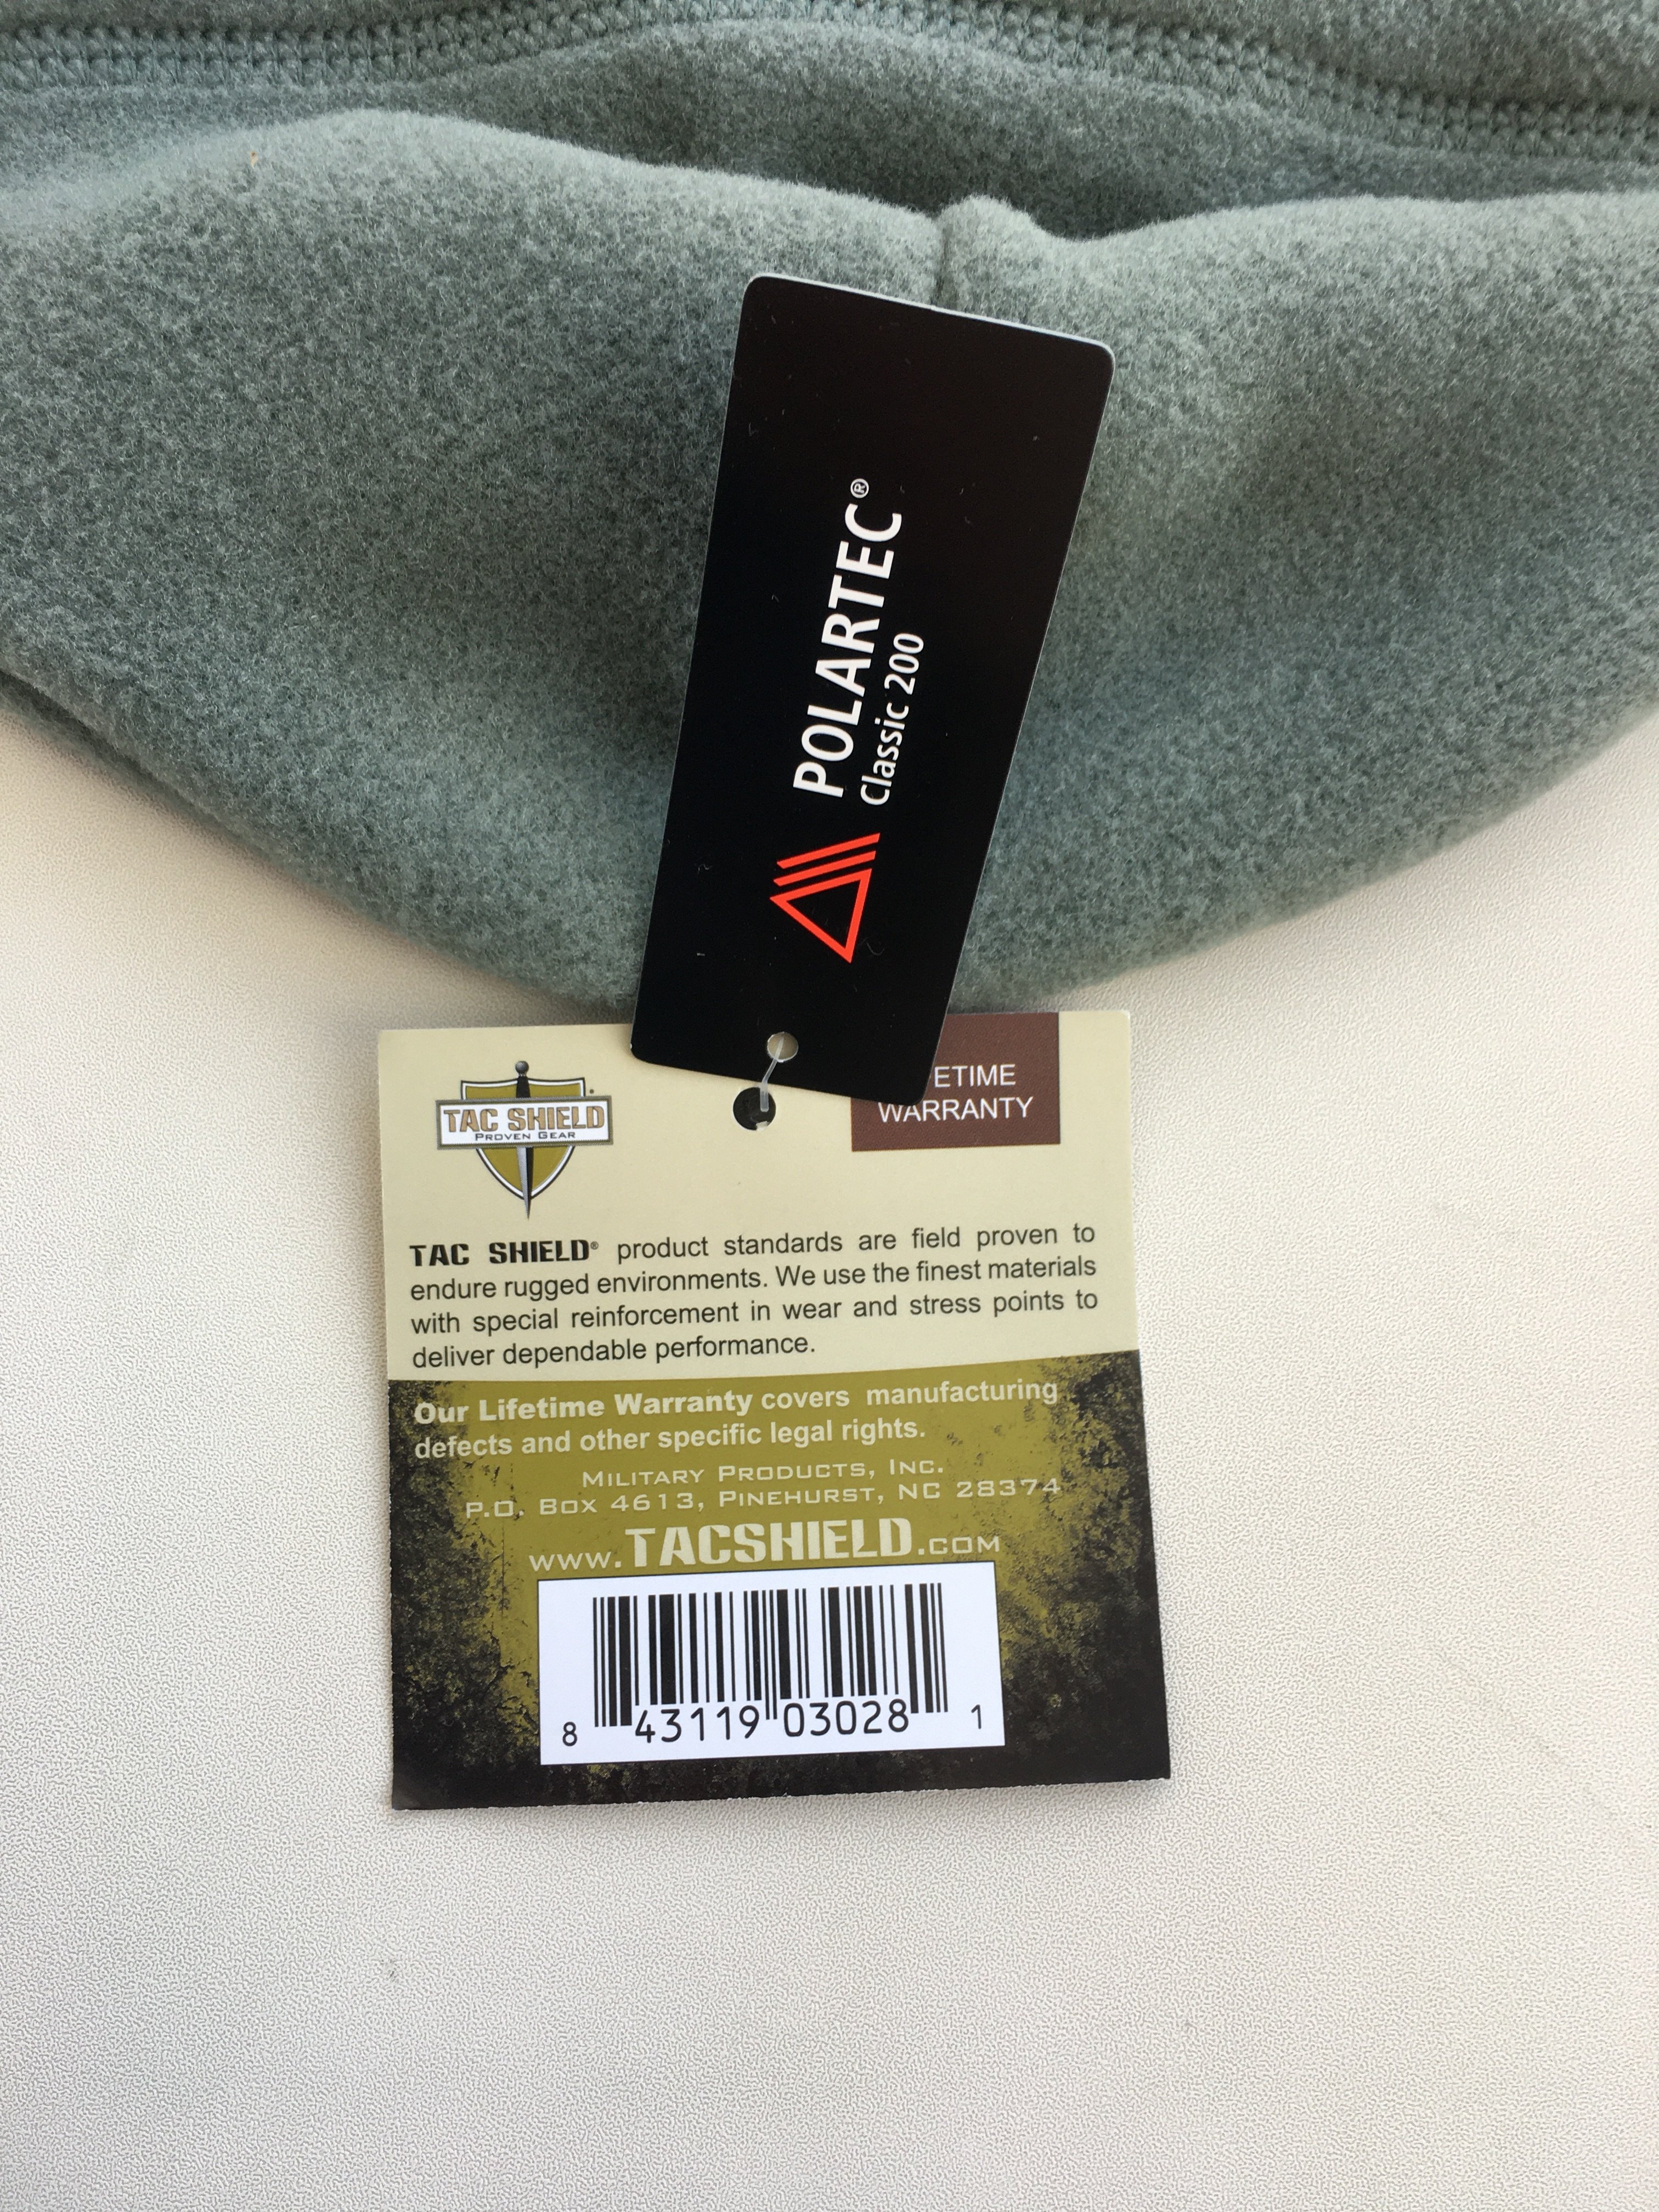 POLARTEC®
Classic 200
TAC SHIELD
PROVEN GEAR
WARRANTY
TAC SHIELD® product standards are field proven to
endure rugged environments. We use the finest materials
with special reinforcement in wear and stress points to
deliver dependable performance.
Our Lifetime Warranty covers manufacturing
defects and other specific legal rights.
MILITARY PRODUCTS, INC.
P.O. BOX 4613, PINEHURST, NC 28374
WWW.TACSHIELD.COM
8 43119 03028 1